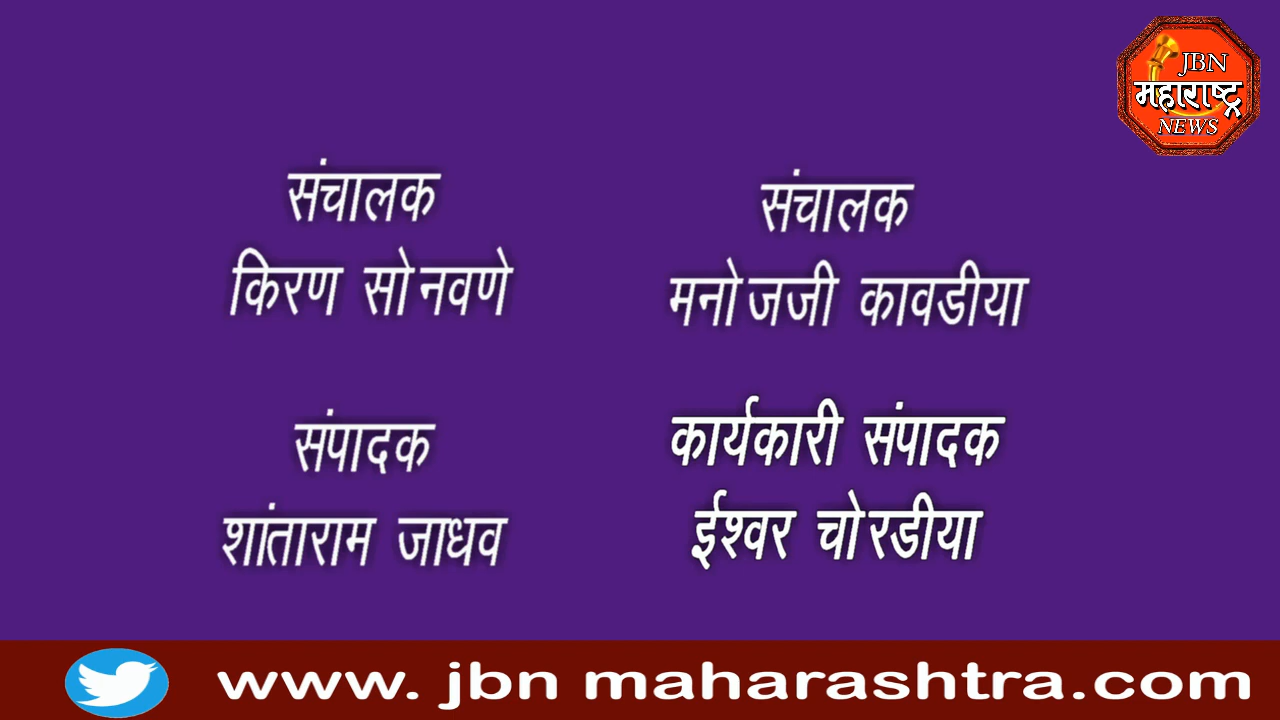 JBN
महाराष्ट्र
NEWS
संचालक
किरण सोनवणे
संचालक
मनोजजी कावडीया
संपादक
शांताराम जाधव
कार्यकारी संपादक
ईश्वर चोरडीया
www. jbn maharashtra.com